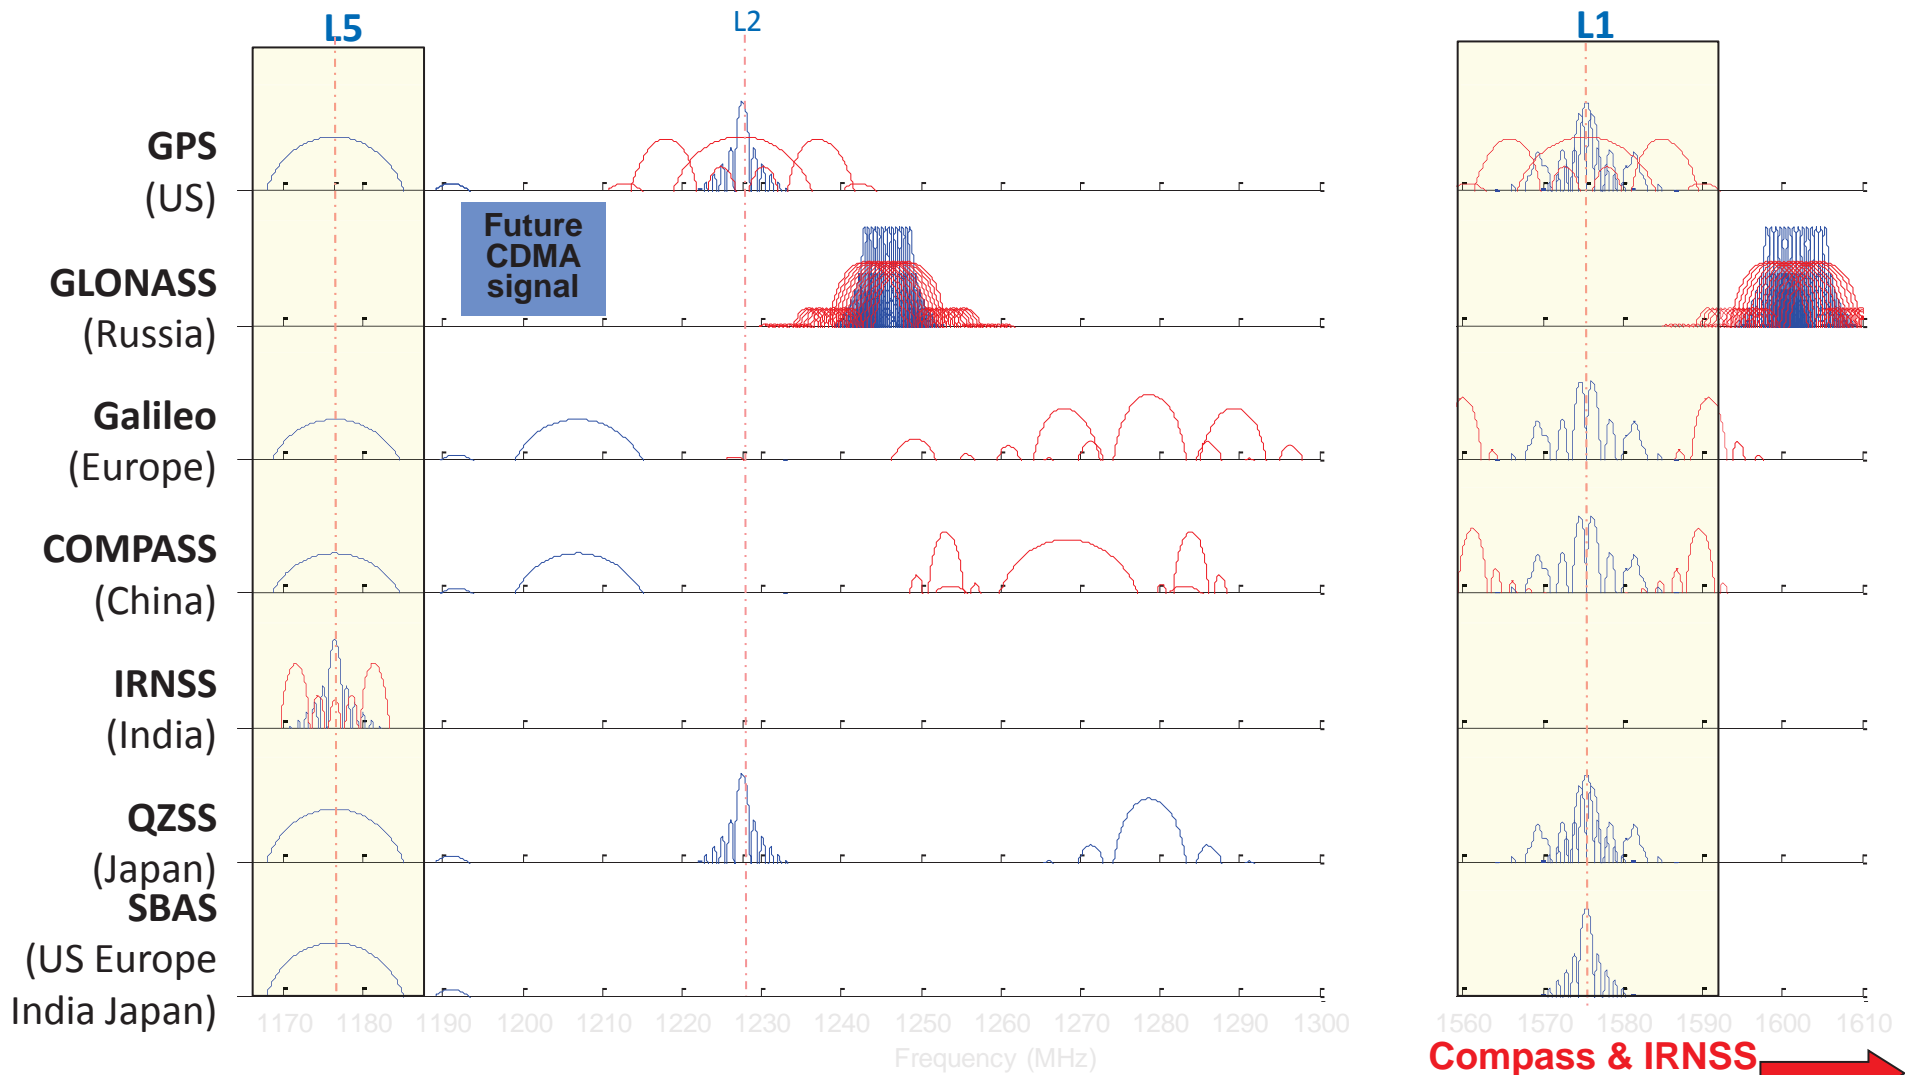 L5
L2
L1
GPS
(US)
Future
CDMA
signal
GLONASS
(Russia)
Galileo
(Europe)
COMPASS
(China)
IRNSS
(India)
QZSS
(Japan)
SBAS
(US Europe
India Japan)
1170 1180 1190 1200 1210 1220 1230 1240 1250 1260 1270 1280 1290 1300 1560 1570 1580 1590 1600 1610
Frequency (MHz)
Compass & IRNSS